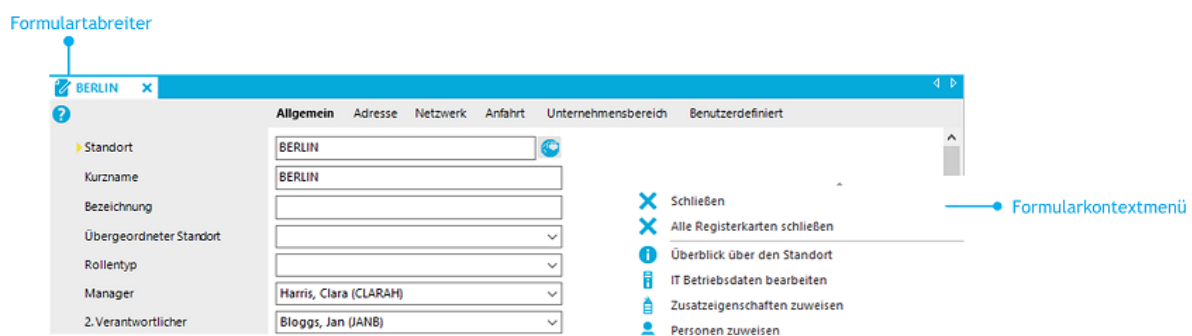 Formulartabreiter
BERLIN
Allgemein Adresse Netzwerk Anfahrt Unternehmensbereich Benutzerdefiniert
Standort BERLIN
Kurzname BERLIN
Bezeichnung
Übergeordneter Standort
Rollentyp
Manager Harris, Clara (CLARAH)
2. Verantwortlicher Bloggs, Jan (JANB)
Schließen
Alle Registerkarten schließen
Überblick über den Standort
IT Betriebsdaten bearbeiten
Zusatzeigenschaften zuweisen
Personen zuweisen
Formularkontextmenü